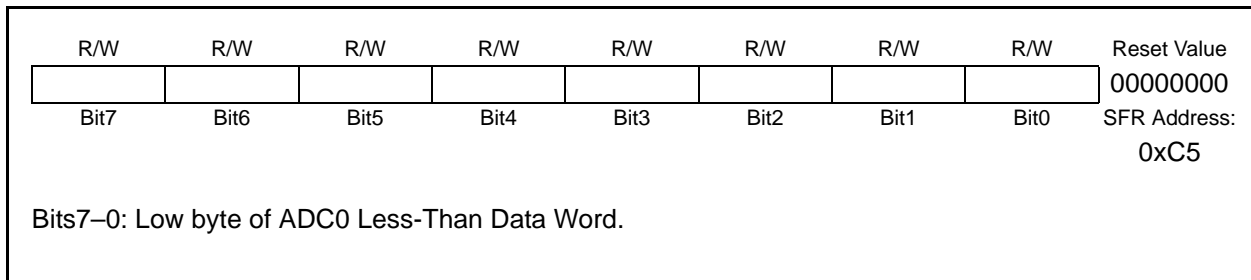 R/W R/W R/W R/W R/W R/W R/W R/W Reset Value
00000000
Bit7 Bit6 Bit5 Bit4 Bit3 Bit2 Bit1 Bit0 SFR Address:
0xC5
Bits7–0: Low byte of ADC0 Less-Than Data Word.